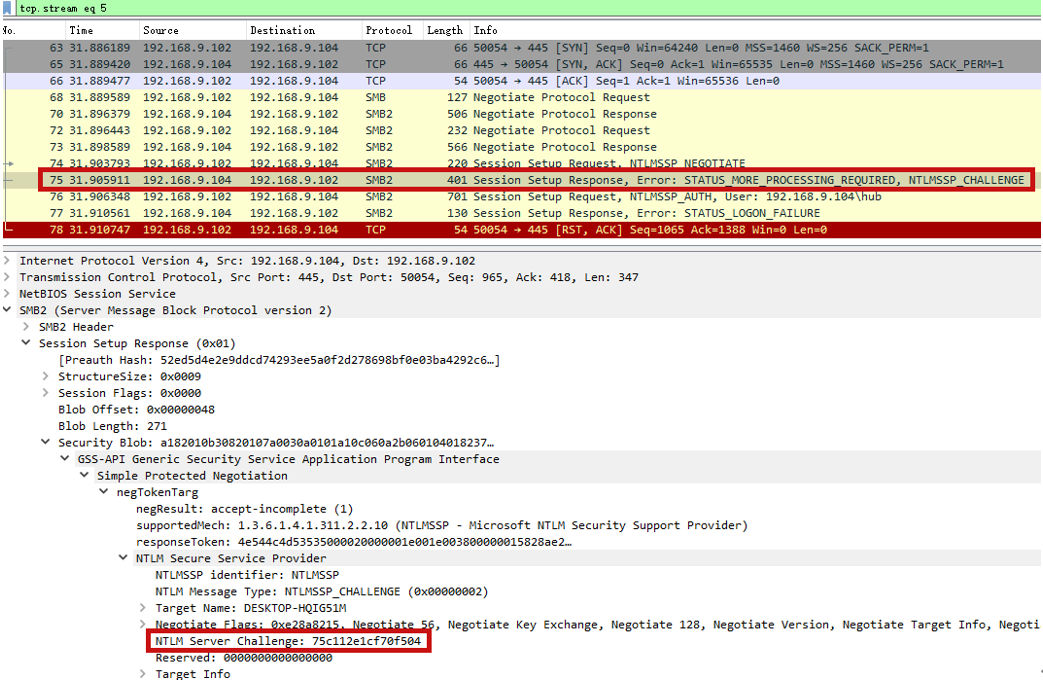 tcp.stream eq 5
No. Time Source Destination Protocol Length Info
63 31.886189 192.168.9.102 192.168.9.104 TCP 66 50054 → 445 [SYN] Seq=0 Win=64240 Len=0 MSS=1460 WS=256 SACK_PERM=1
65 31.889420 192.168.9.104 192.168.9.102 TCP 66 445 → 50054 [SYN, ACK] Seq=0 Ack=1 Win=65535 Len=0 MSS=1460 WS=256 SACK_PERM=1
66 31.889477 192.168.9.102 192.168.9.104 TCP 54 50054 → 445 [ACK] Seq=1 Ack=1 Win=65536 Len=0
68 31.889589 192.168.9.102 192.168.9.104 SMB 127 Negotiate Protocol Request
70 31.896379 192.168.9.104 192.168.9.102 SMB2 506 Negotiate Protocol Response
72 31.896443 192.168.9.102 192.168.9.104 SMB2 232 Negotiate Protocol Request
73 31.898589 192.168.9.104 192.168.9.102 SMB2 566 Negotiate Protocol Response
74 31.903793 192.168.9.102 192.168.9.104 SMB2 220 Session Setup Request, NTLMSSP_NEGOTIATE
75 31.905911 192.168.9.104 192.168.9.102 SMB2 401 Session Setup Response, Error: STATUS_MORE_PROCESSING_REQUIRED, NTLMSSP_CHALLENGE
76 31.906348 192.168.9.102 192.168.9.104 SMB2 701 Session Setup Request, NTLMSSP_AUTH, User: 192.168.9.104\hub
77 31.910561 192.168.9.104 192.168.9.102 SMB2 130 Session Setup Response, Error: STATUS_LOGON_FAILURE
78 31.910747 192.168.9.102 192.168.9.104 TCP 54 50054 → 445 [RST, ACK] Seq=1065 Ack=1388 Win=0 Len=0
Internet Protocol Version 4, Src: 192.168.9.104, Dst: 192.168.9.102
Transmission Control Protocol, Src Port: 445, Dst Port: 50054, Seq: 965, Ack: 418, Len: 347
NetBIOS Session Service
SMB2 (Server Message Block Protocol version 2)
SMB2 Header
Session Setup Response (0x01)
[Preauth Hash: 52ed5d4e2e9ddcd74293ee5a0f2d278698bf0e03ba4292c6…]
StructureSize: 0x0009
Session Flags: 0x0000
Blob Offset: 0x00000048
Blob Length: 271
Security Blob: a182010b30820107a0030a0101a10c060a2b060104018237…
GSS-API Generic Security Service Application Program Interface
Simple Protected Negotiation
negTokenTarg
negResult: accept-incomplete (1)
supportedMech: 1.3.6.1.4.1.311.2.2.10 (NTLMSSP - Microsoft NTLM Security Support Provider)
responseToken: 4e544c4d53535000020000001e001e003800000015828ae2…
NTLM Secure Service Provider
NTLMSSP identifier: NTLMSSP
NTLM Message Type: NTLMSSP_CHALLENGE (0x00000002)
Target Name: DESKTOP-HQIG51M
Negotiate Flags: 0xe28a8215, Negotiate 56, Negotiate Key Exchange, Negotiate 128, Negotiate Version, Negotiate Target Info, Negoti
NTLM Server Challenge: 75c112e1cf70f504
Reserved: 0000000000000000
Target Info